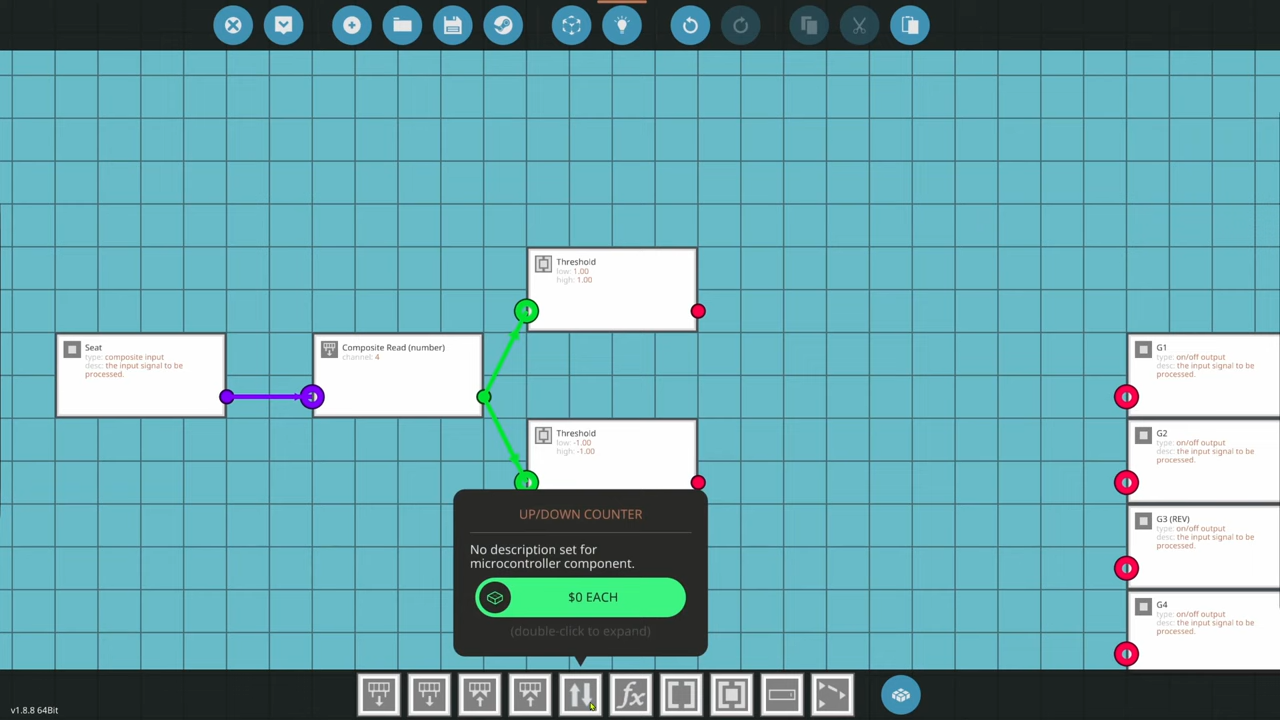 Threshold
low: 1.00
high: 1.00
Seat
type: composite input
desc: the input signal to be
processed.
Composite Read (number)
channel: 4
G1
type: on/off output
desc: the input signal to be
processed.
Threshold
low: -1.00
high: -1.00
G2
type: on/off output
desc: the input signal to be
processed.
UP/DOWN COUNTER
No description set for
microcontroller component.
$0 EACH
(double-click to expand)
G3 (REV)
type: on/off output
desc: the input signal to be
processed.
G4
type: on/off output
desc: the input signal to be
processed.
fx
v1.8.8 64Bit